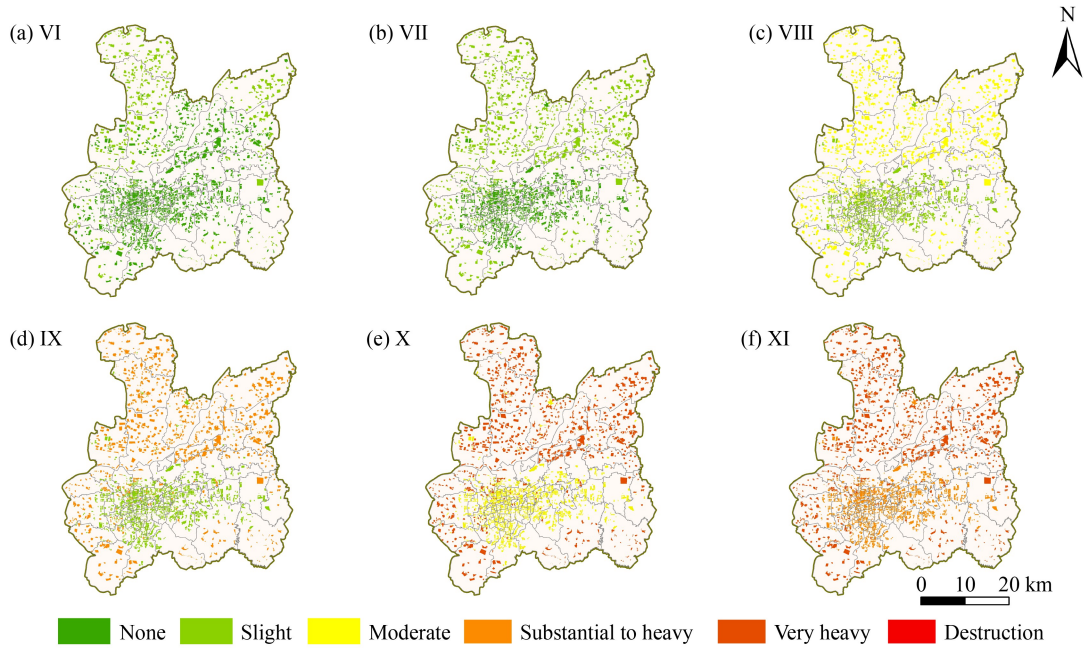 (a) VI
(b) VII
(c) VIII
N
(d) IX
(e) X
(f) XI
0 10 20 km
None
Slight
Moderate
Substantial to heavy
Very heavy
Destruction